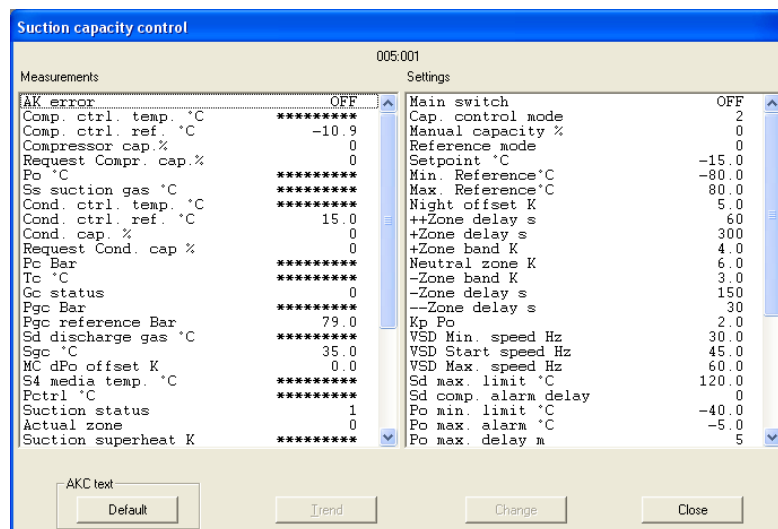 Suction capacity control
005:001
Measurements
AK error OFF
Comp. ctrl. temp. °C *********
Comp. ctrl. ref. °C -10.9
Compressor cap.% 0
Request Compr. cap.% 0
Po °C *********
Ss suction gas °C *********
Cond. ctrl. temp. °C *********
Cond. ctrl. ref. °C 15.0
Cond. cap. % 0
Request Cond. cap % 0
Pc Bar *********
Tc °C *********
Gc status 0
Pgc Bar *********
Pgc reference Bar 79.0
Sd discharge gas °C *********
Sgc °C 35.0
MC dPo offset K 0.0
S4 media temp. °C *********
Pctrl °C *********
Suction status 1
Actual zone 0
Suction superheat K *********
Settings
Main switch OFF
Cap. control mode 2
Manual capacity % 0
Reference mode 0
Setpoint °C -15.0
Min. Reference°C -80.0
Max. Reference°C 80.0
Night offset K 5.0
++Zone delay s 60
+Zone delay s 300
+Zone band K 4.0
Neutral zone K 6.0
-Zone band K 3.0
-Zone delay s 150
--Zone delay s 30
Kp Po 2.0
VSD Min. speed Hz 30.0
VSD Start speed Hz 45.0
VSD Max. speed Hz 60.0
Sd max. limit °C 120.0
Sd comp. alarm delay 0
Po min. limit °C -40.0
Po max. alarm °C -5.0
Po max. delay m 5
AKC text
Default
Trend
Change
Close